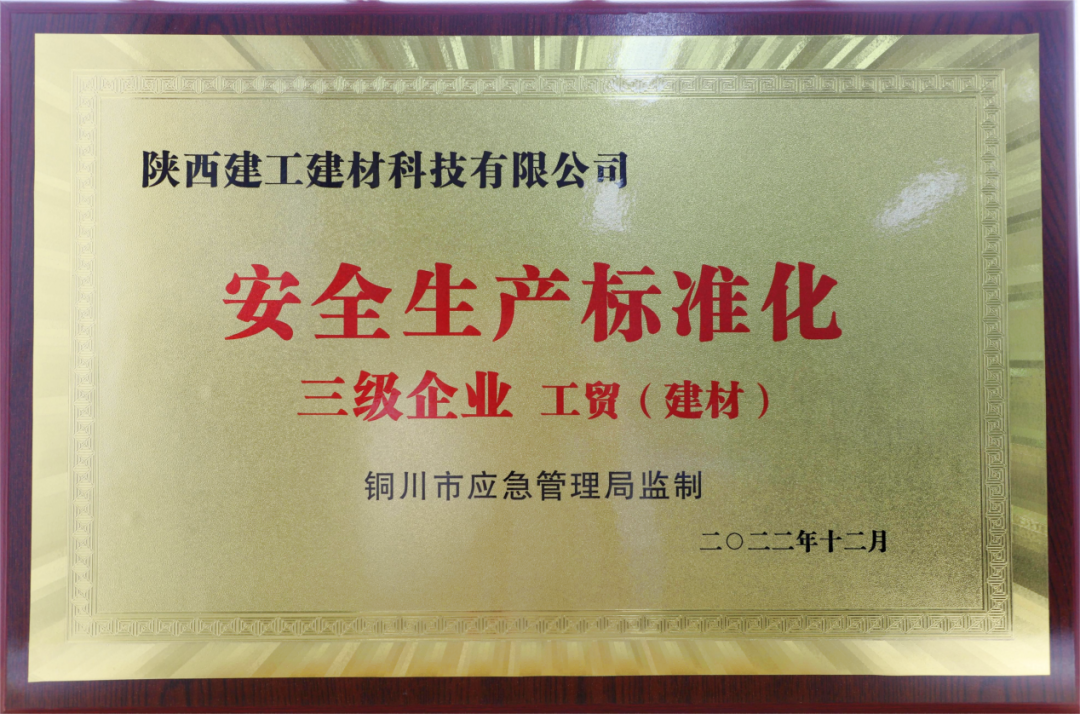 陕西建工建材科技有限公司
安全生产标准化
三级企业 工贸（建材）
铜川市应急管理局监制
二〇二二年十二月